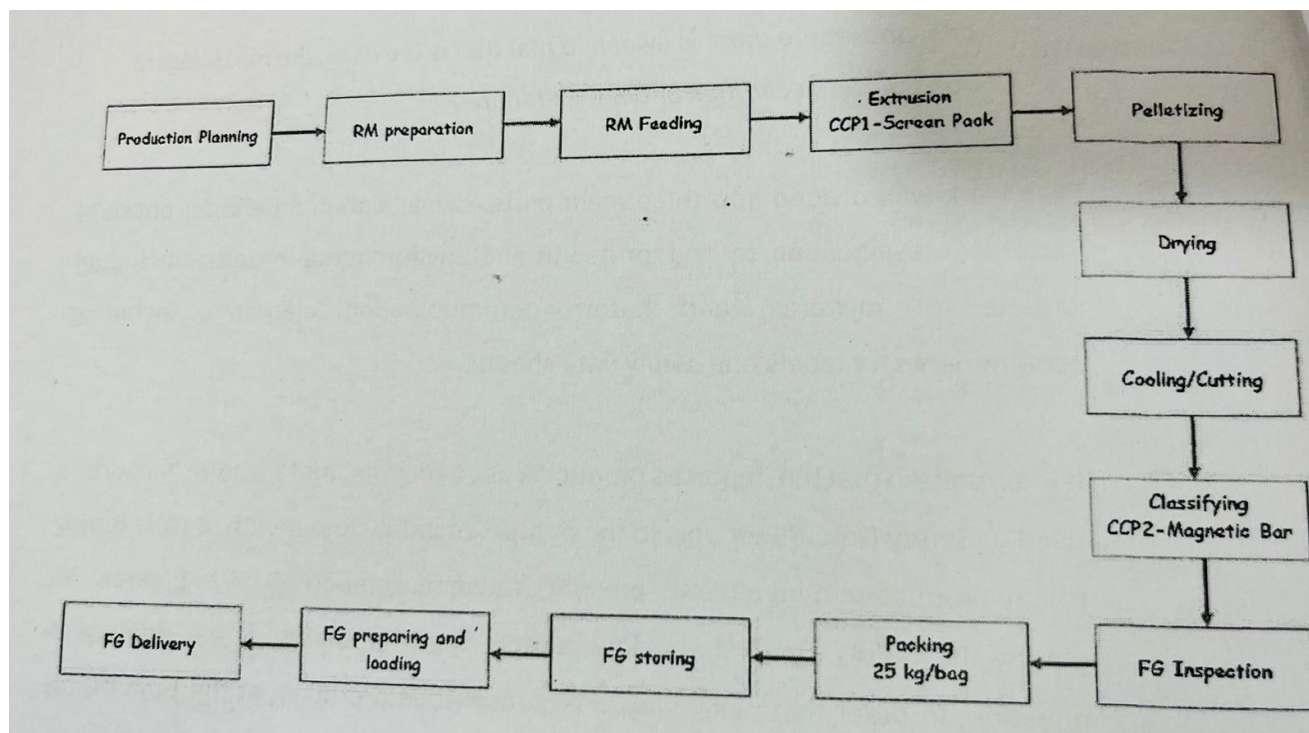 Production Planning
RM preparation
RM Feeding
Extrusion
CCP1-Screan Pack
Pelletizing
Drying
Cooling/Cutting
Classifying
CCP2-Magnetic Bar
FG Inspection
Packing
25 kg/bag
FG storing
FG preparing and
loading
FG Delivery